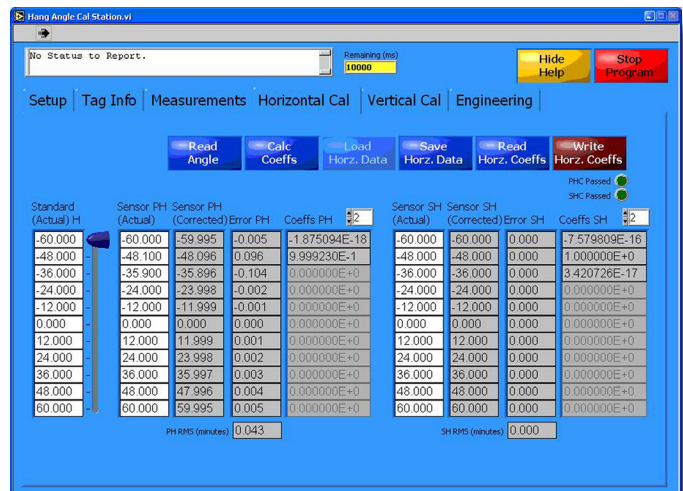 Hang Angle Cal Station.vi
No Status to Report.
Remaining (ms)
10000
Hide Help
Stop Program
Setup Tag Info Measurements Horizontal Cal Vertical Cal Engineering
Read Angle
Calc Coeffs
Load Horz. Data
Save Horz. Data
Read Horz. Coeffs
Write Horz. Coeffs
PHC Passed
SHC Passed
Standard (Actual) H
Sensor PH (Actual)
Sensor PH (Corrected)
Error PH
Coeffs PH
2
Sensor SH (Actual)
Sensor SH (Corrected)
Error SH
Coeffs SH
2
-60.000 -60.000 -59.995 -0.005 -1.875094E-18 -60.000 -60.000 0.000 -7.579809E-16
-48.000 -48.100 -48.096 0.096 9.999230E-1 -48.000 -48.000 0.000 1.000000E+0
-36.000 -35.900 -35.896 -0.104 0.000000E+0 -36.000 -36.000 0.000 3.420726E-17
-24.000 -24.000 -23.998 -0.002 0.000000E+0 -24.000 -24.000 0.000 0.000000E+0
-12.000 -12.000 -11.999 -0.001 0.000000E+0 -12.000 -12.000 0.000 0.000000E+0
0.000 0.000 0.000 0.000 0.000000E+0 0.000 0.000 0.000 0.000000E+0
12.000 12.000 11.999 0.001 0.000000E+0 12.000 12.000 0.000 0.000000E+0
24.000 24.000 23.998 0.002 0.000000E+0 24.000 24.000 0.000 0.000000E+0
36.000 36.000 35.997 0.003 0.000000E+0 36.000 36.000 0.000 0.000000E+0
48.000 48.000 47.996 0.004 0.000000E+0 48.000 48.000 0.000 0.000000E+0
60.000 60.000 59.995 0.005 0.000000E+0 60.000 60.000 0.000 0.000000E+0
PH RMS (minutes) 0.043
SH RMS (minutes) 0.000